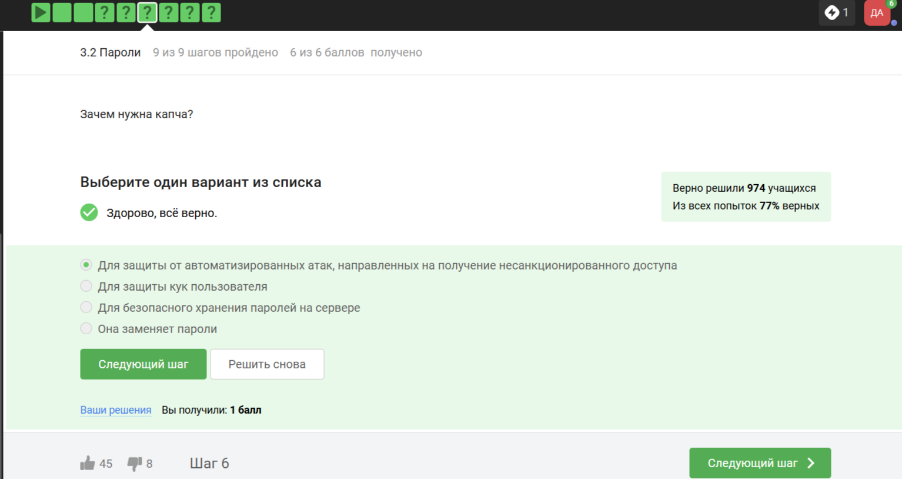 ? ? ? ? ? ?
1
ДА
6
3.2 Пароли 9 из 9 шагов пройдено 6 из 6 баллов получено
Зачем нужна капча?
Выберите один вариант из списка
Верно решили 974 учащихся
Из всех попыток 77% верных
Здорово, всё верно.
Для защиты от автоматизированных атак, направленных на получение несанкционированного доступа
Для защиты кук пользователя
Для безопасного хранения паролей на сервере
Она заменяет пароли
Следующий шаг Решить снова
Ваши решения Вы получили: 1 балл
45 8 Шаг 6 Следующий шаг